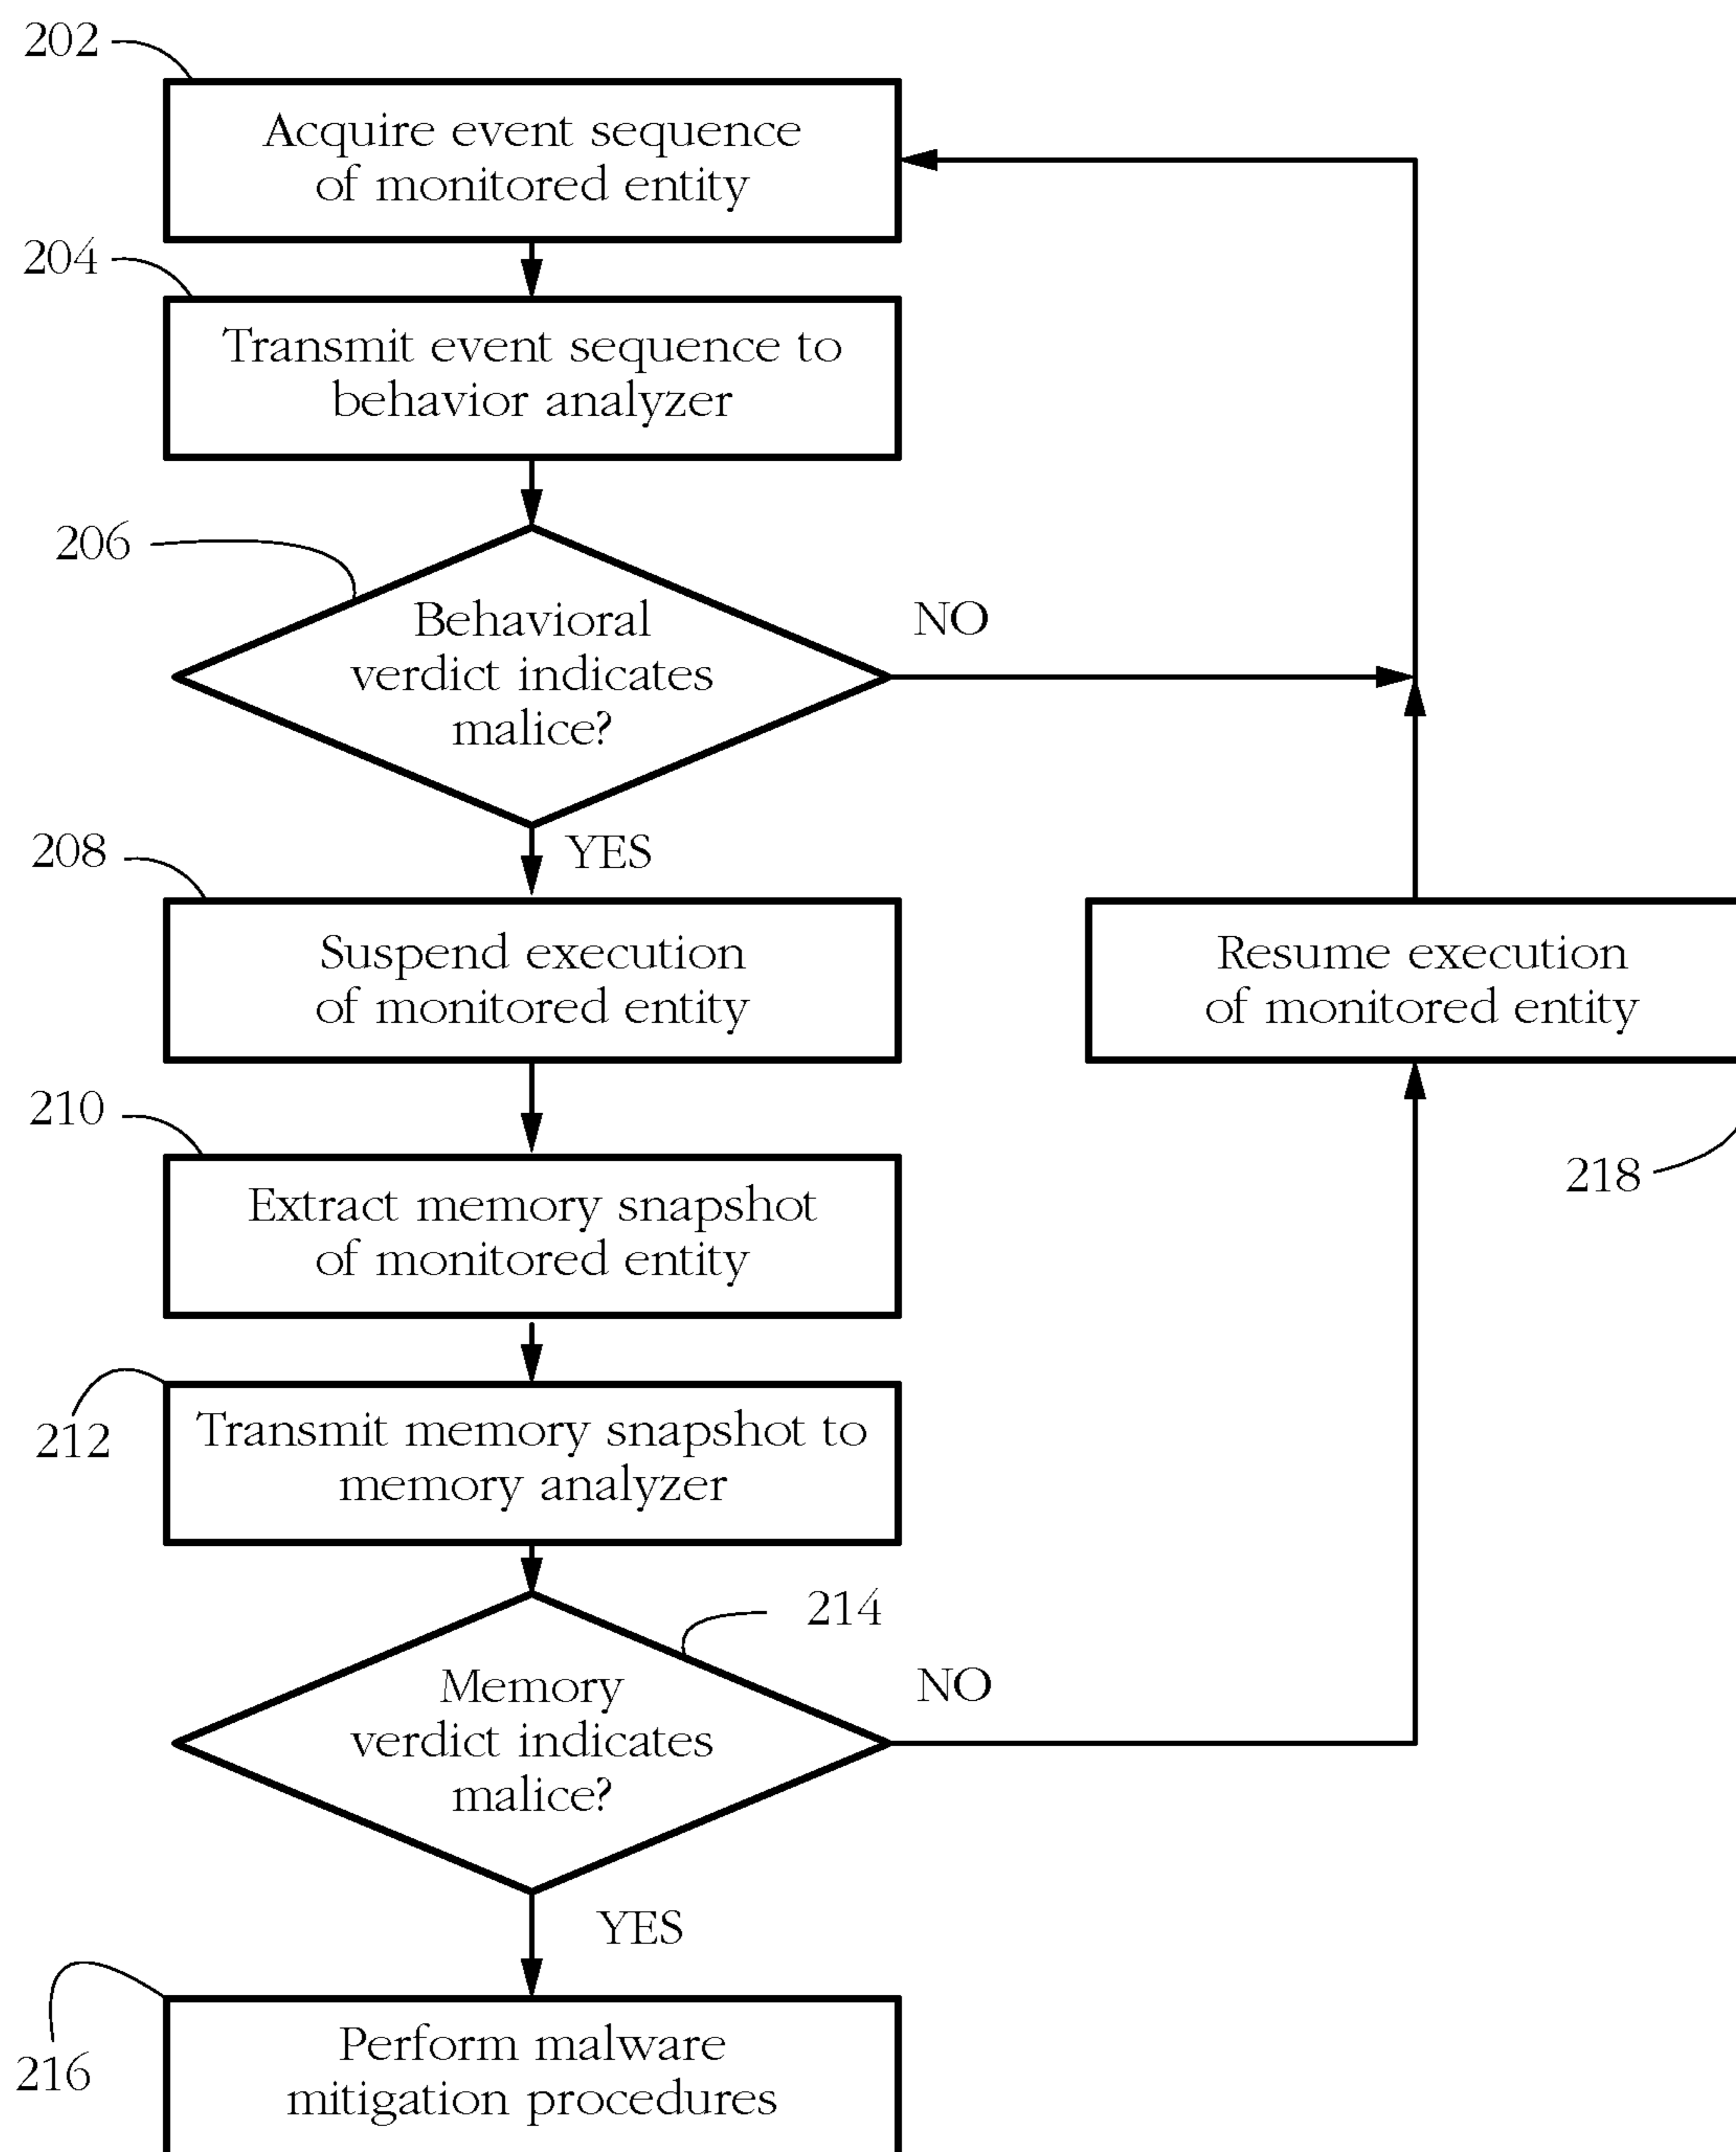 202
Acquire event sequence
of monitored entity
204
Transmit event sequence to
behavior analyzer
206
Behavioral
verdict indicates
malice?
NO
YES
208
Suspend execution
of monitored entity
Resume execution
of monitored entity
218
210
Extract memory snapshot
of monitored entity
212
Transmit memory snapshot to
memory analyzer
214
Memory
verdict indicates
malice?
NO
YES
216
Perform malware
mitigation procedures